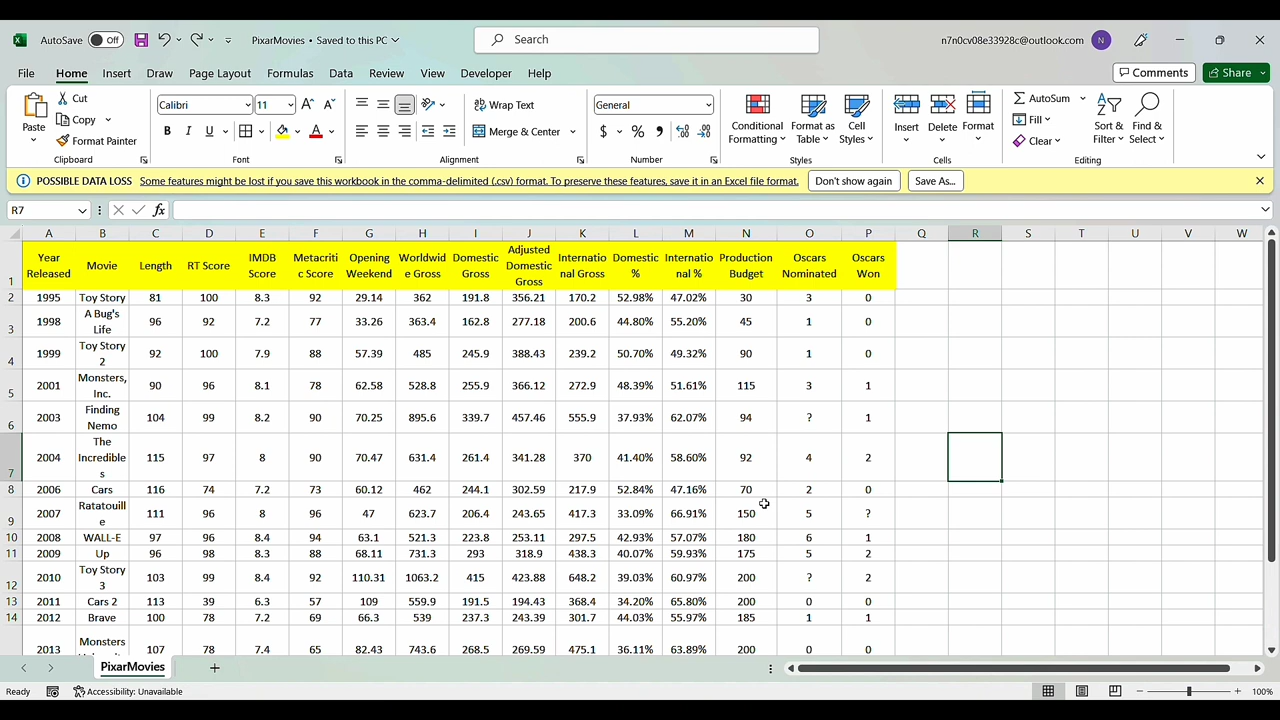 AutoSave Off PixarMovies • Saved to this PC Search n7n0cv08e33928c@outlook.com N
File Home Insert Draw Page Layout Formulas Data Review View Developer Help Comments Share
Paste Cut Copy Format Painter Clipboard
Calibri 11 A A B I U A Font
ab Wrap Text Merge & Center Alignment
General $ % , Number
Conditional Formatting Format as Table Cell Styles Styles
Insert Delete Format Cells
AutoSum Fill Clear Sort & Filter Find & Select Editing
POSSIBLE DATA LOSS Some features might be lost if you save this workbook in the comma-delimited (.csv) format. To preserve these features, save it in an Excel file format. Don't show again Save As...
R7 fx
A B C D E F G H I J K L M N O P Q R S T U V W
1 Year Released Movie Length RT Score IMDB Score Metacritic Score Opening Weekend Worldwide Gross Domestic Gross Adjusted Domestic Gross International Gross Domestic % International % Production Budget Oscars Nominated Oscars Won
2 1995 Toy Story 81 100 8.3 92 29.14 362 191.8 356.21 170.2 52.98% 47.02% 30 3 0
3 1998 A Bug's Life 96 92 7.2 77 33.26 363.4 162.8 277.18 200.6 44.80% 55.20% 45 1 0
4 1999 Toy Story 2 92 100 7.9 88 57.39 485 245.9 388.43 239.2 50.70% 49.32% 90 1 0
5 2001 Monsters, Inc. 90 96 8.1 78 62.58 528.8 255.9 366.12 272.9 48.39% 51.61% 115 3 1
6 2003 Finding Nemo 104 99 8.2 90 70.25 895.6 339.7 457.46 555.9 37.93% 62.07% 94 ? 1
7 2004 The Incredibles 115 97 8 90 70.47 631.4 261.4 341.28 370 41.40% 58.60% 92 4 2
8 2006 Cars 116 74 7.2 73 60.12 462 244.1 302.59 217.9 52.84% 47.16% 70 2 0
9 2007 Ratatouille 111 96 8 96 47 623.7 206.4 243.65 417.3 33.09% 66.91% 150 5 ?
10 2008 WALL-E 97 96 8.4 94 63.1 521.3 223.8 253.11 297.5 42.93% 57.07% 180 6 1
11 2009 Up 96 98 8.3 88 68.11 731.3 293 318.9 438.3 40.07% 59.93% 175 5 2
12 2010 Toy Story 3 103 99 8.4 92 110.31 1063.2 415 423.88 648.2 39.03% 60.97% 200 ? 2
13 2011 Cars 2 113 39 6.3 57 109 559.9 191.5 194.43 368.4 34.20% 65.80% 200 0 0
14 2012 Brave 100 78 7.2 69 66.3 539 237.3 243.39 301.7 44.03% 55.97% 185 1 1
2013 Monsters 107 78 7.4 65 82.43 743.6 268.5 269.59 475.1 36.11% 63.89% 200 0 0
PixarMovies
Ready Accessibility: Unavailable 100%